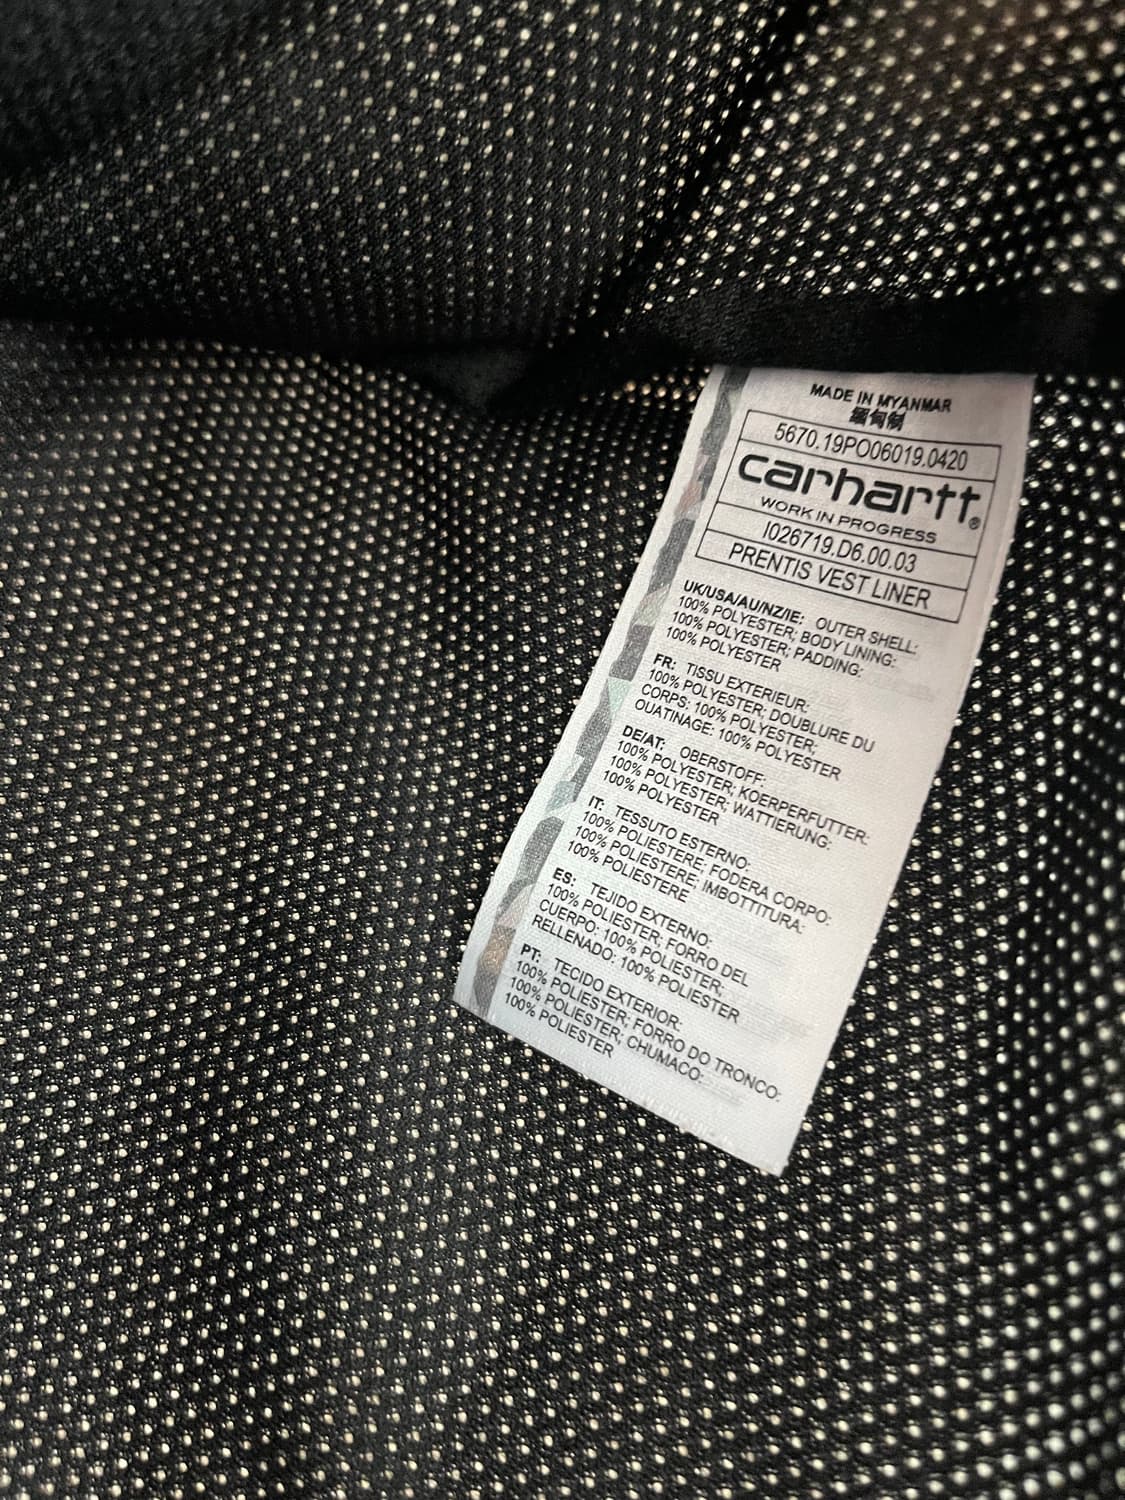 MADE IN MYANMAR
缅甸制
5670.19PO06019.0420
carhartt®
WORK IN PROGRESS
I026719.D6.00.03
PRENTIS VEST LINER
UK/USA/AU/NZ/IE: OUTER SHELL:
100% POLYESTER; BODY LINING:
100% POLYESTER; PADDING:
100% POLYESTER
FR: TISSU EXTERIEUR:
100% POLYESTER; DOUBLURE DU
CORPS: 100% POLYESTER;
OUATINAGE: 100% POLYESTER
DE/AT: OBERSTOFF:
100% POLYESTER; KOERPERFUTTER:
100% POLYESTER; WATTIERUNG:
100% POLYESTER
IT: TESSUTO ESTERNO:
100% POLIESTERE; FODERA CORPO:
100% POLIESTERE; IMBOTTITURA:
100% POLIESTERE
ES: TEJIDO EXTERNO:
100% POLIESTER; FORRO DEL
CUERPO: 100% POLIESTER;
RELLENADO: 100% POLIESTER
PT: TECIDO EXTERIOR:
100% POLIESTER; FORRO DO TRONCO:
100% POLIESTER; CHUMACO:
100% POLIESTER